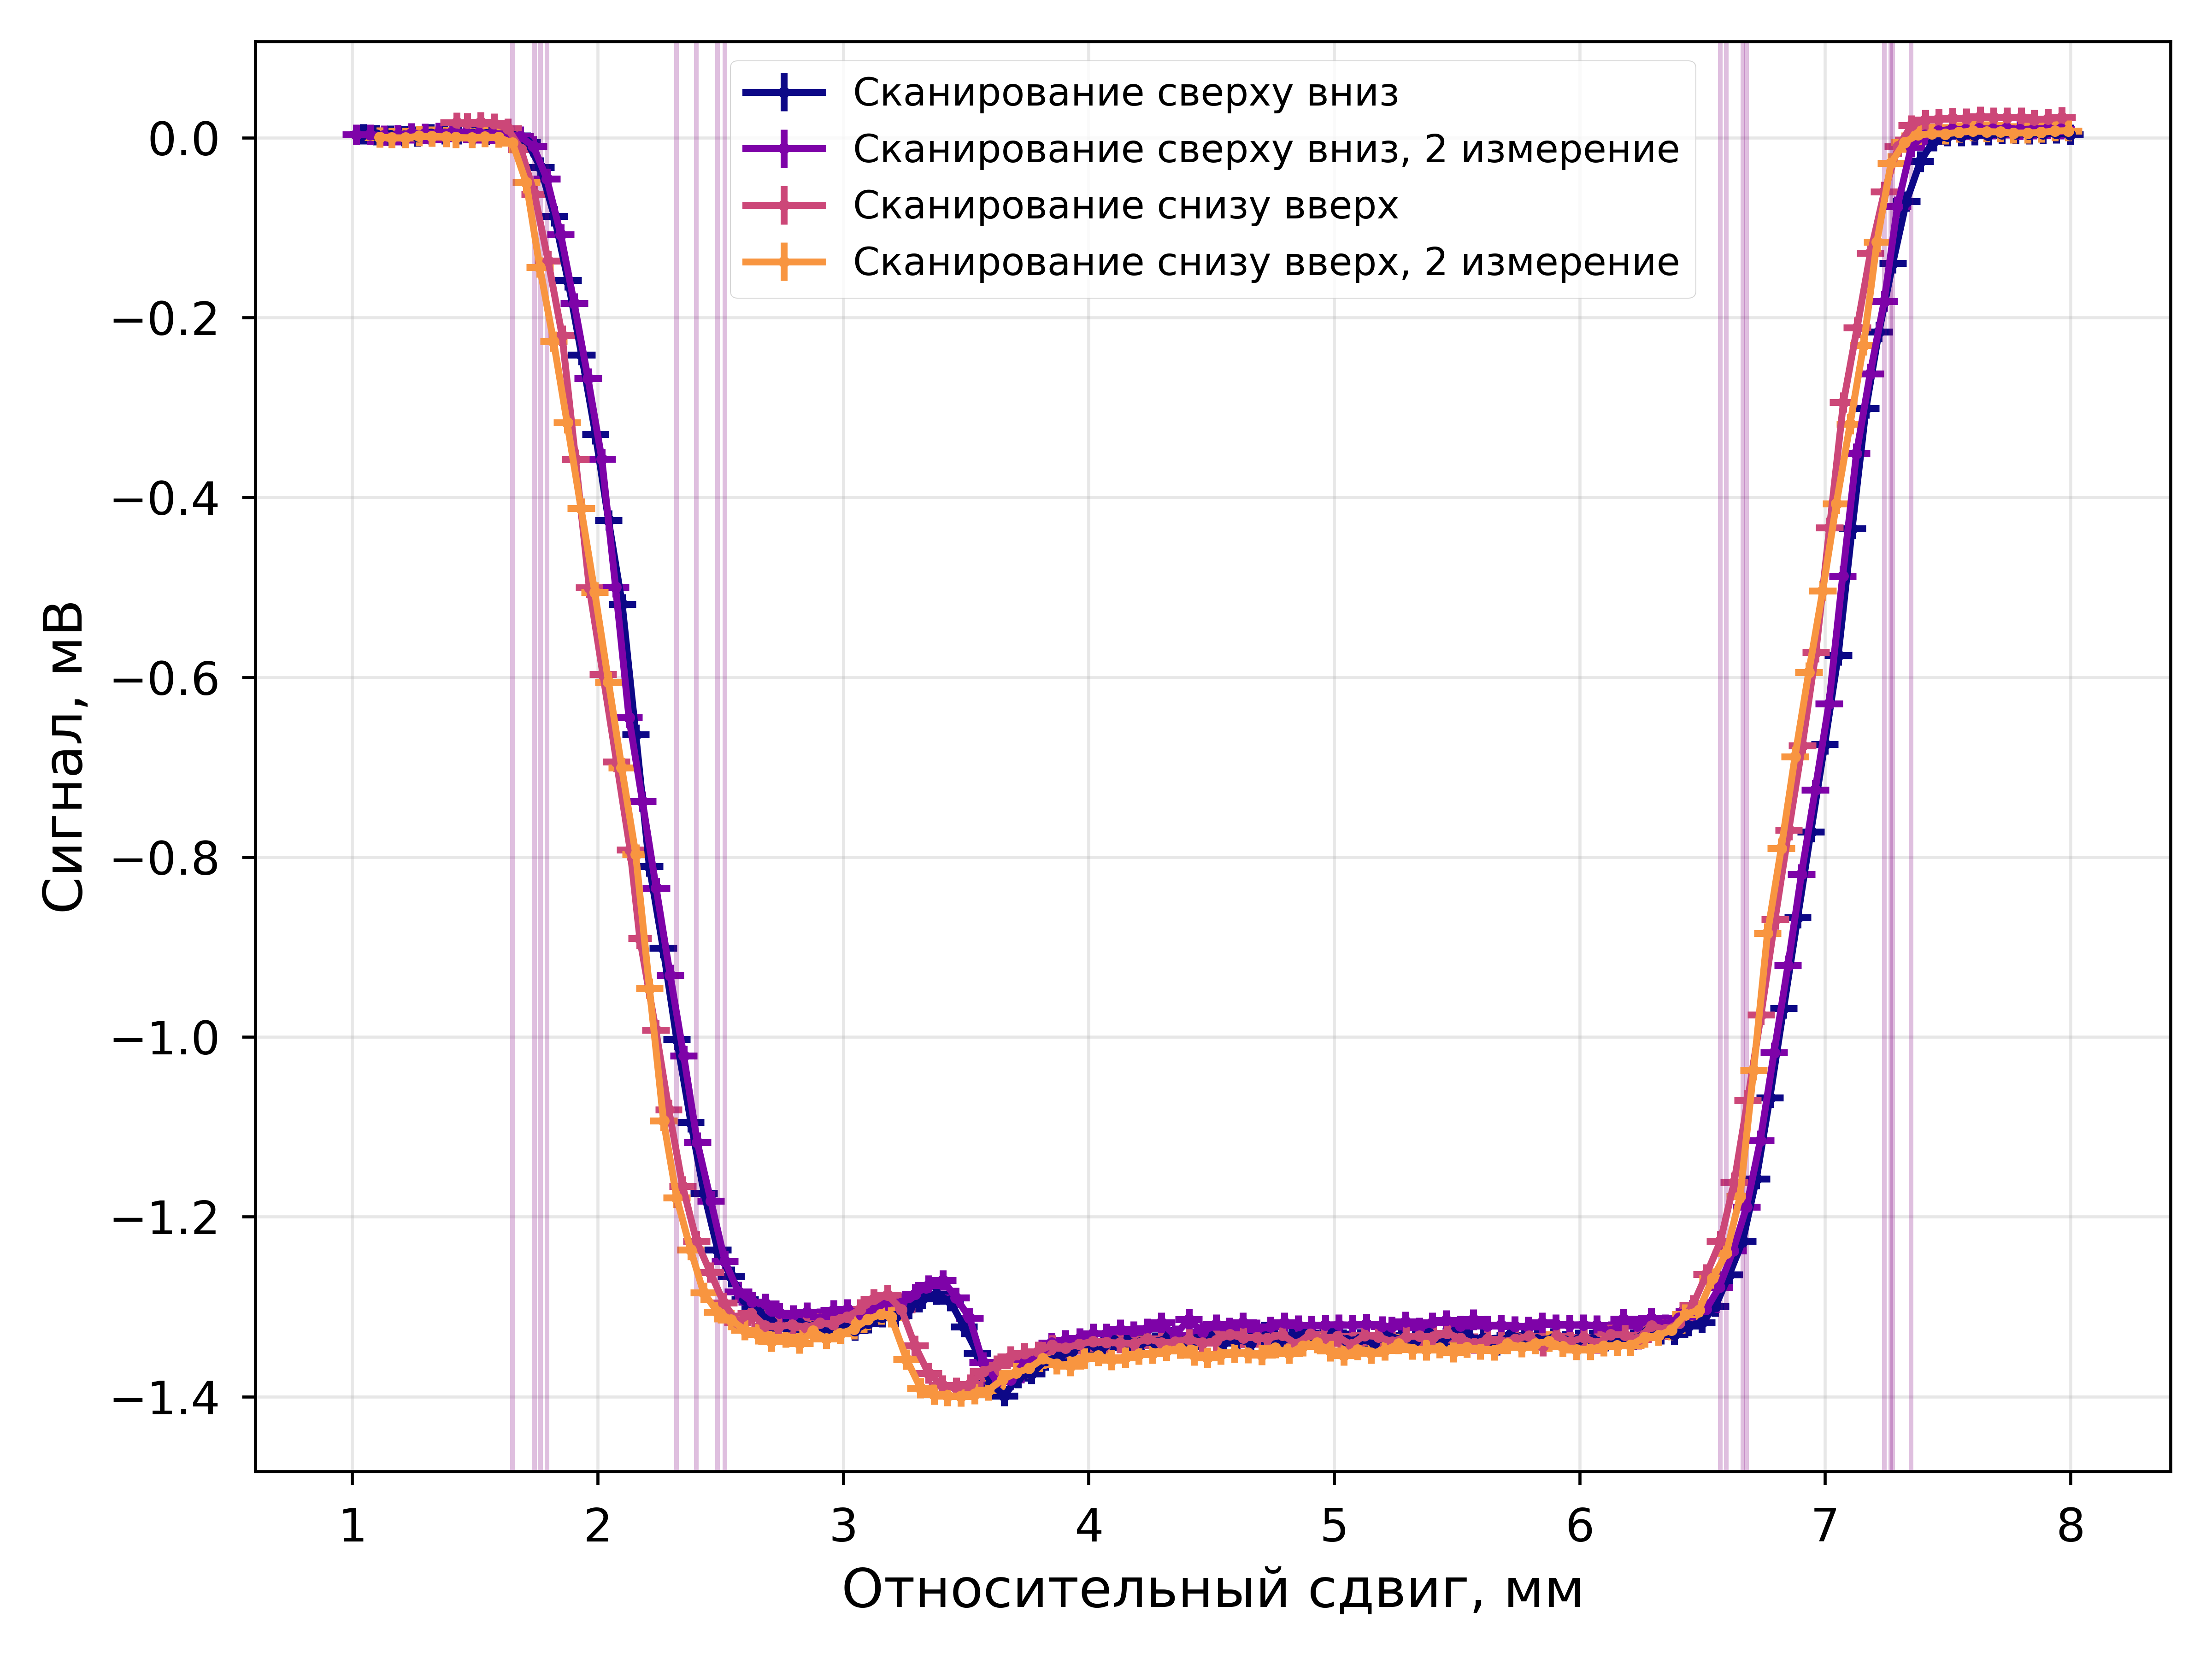 Сканирование сверху вниз
Сканирование сверху вниз, 2 измерение
Сканирование снизу вверх
Сканирование снизу вверх, 2 измерение
0.0
−0.2
−0.4
−0.6
−0.8
−1.0
−1.2
−1.4
Сигнал, мВ
1 2 3 4 5 6 7 8
Относительный сдвиг, мм